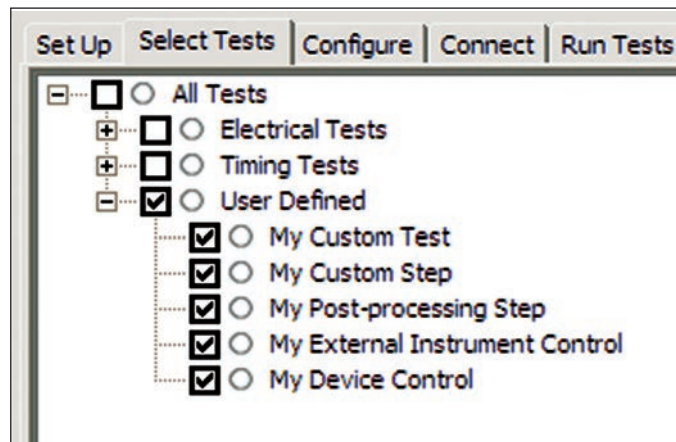 Set Up Select Tests Configure Connect Run Tests
All Tests
Electrical Tests
Timing Tests
User Defined
My Custom Test
My Custom Step
My Post-processing Step
My External Instrument Control
My Device Control